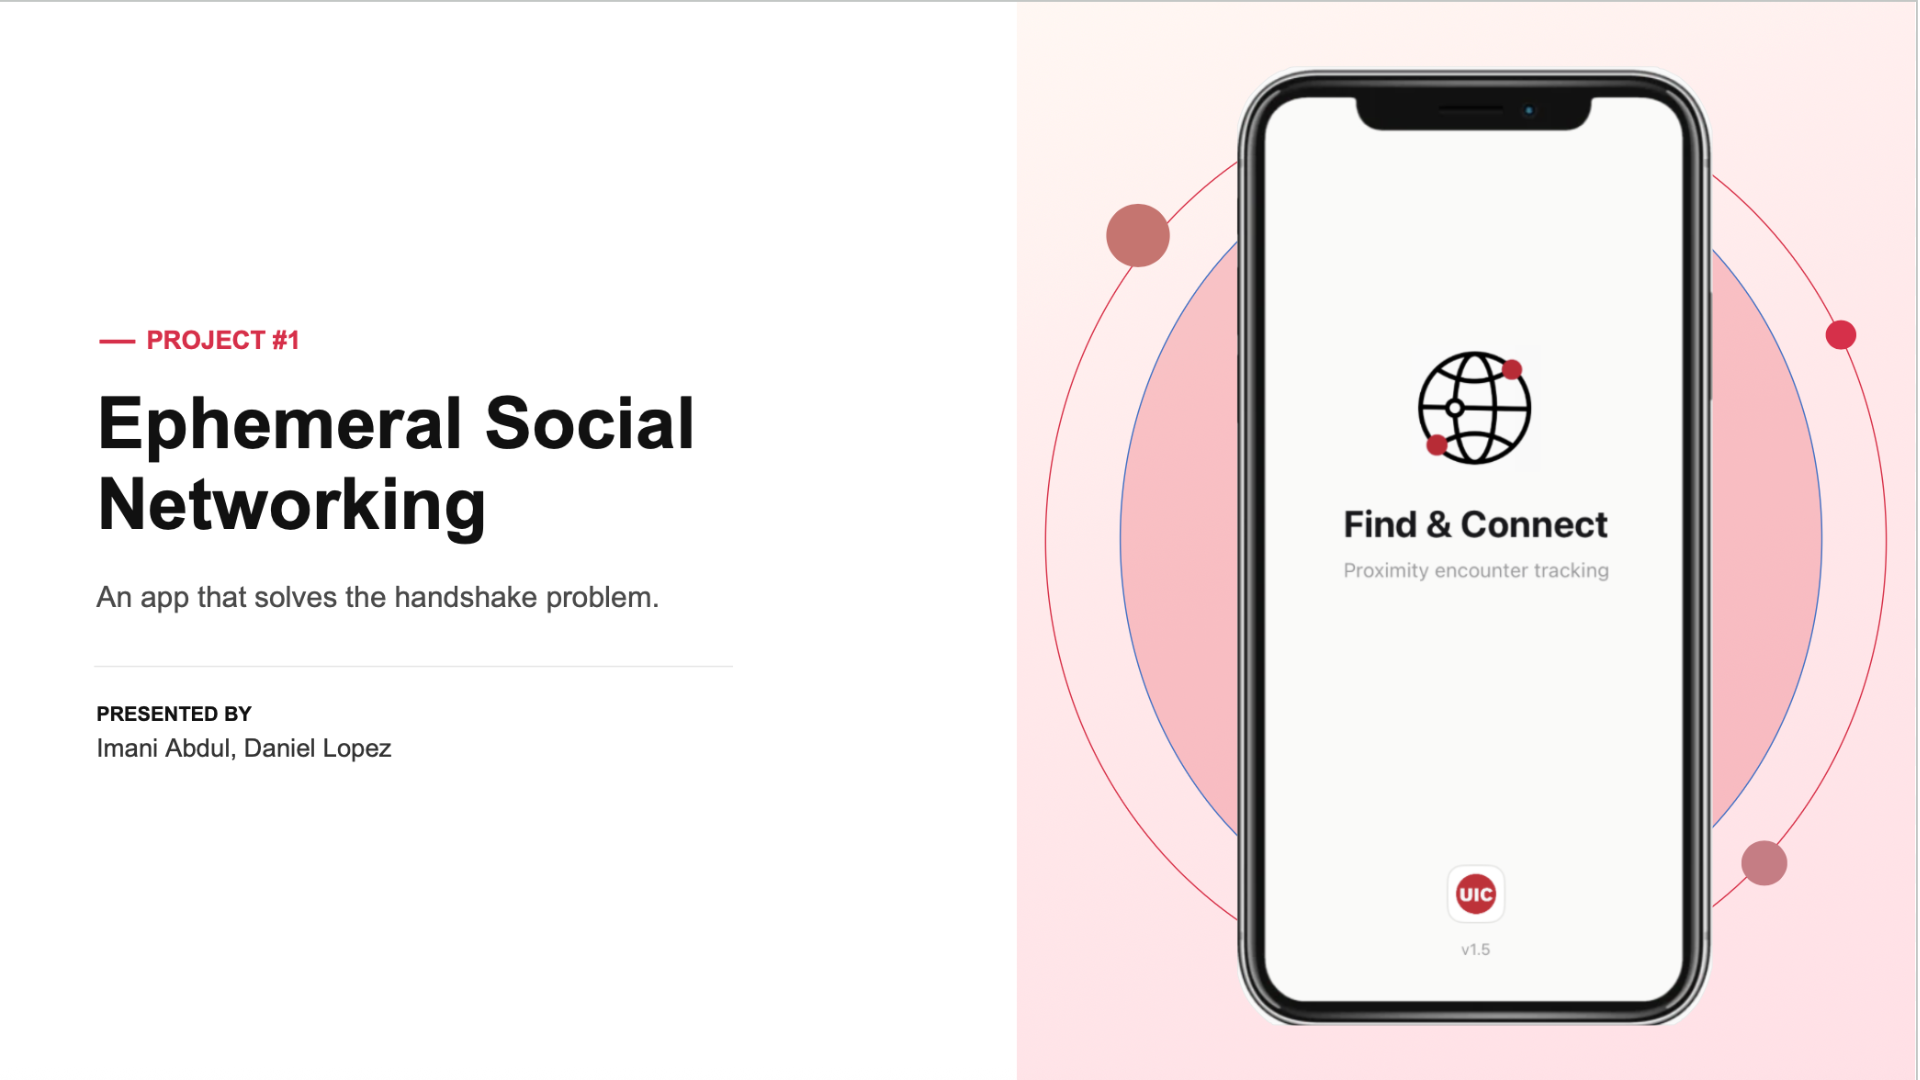 PROJECT #1
Ephemeral Social
Networking
An app that solves the handshake problem.
PRESENTED BY
Imani Abdul, Daniel Lopez
Find & Connect
Proximity encounter tracking
UIC
v1.5